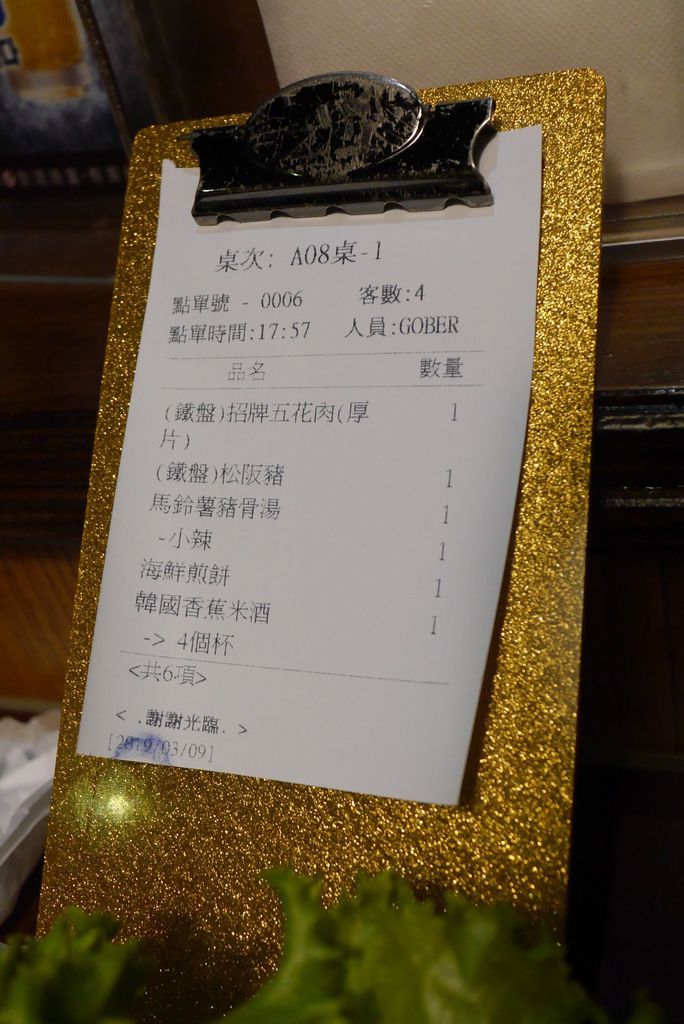 桌次: A08桌-1
點單號 - 0006 客數:4
點單時間:17:57 人員:GOBER
品名 數量
(鐵盤)招牌五花肉(厚 1
片)
(鐵盤)松阪豬 1
馬鈴薯豬骨湯 1
-小辣 1
海鮮煎餅 1
韓國香蕉米酒 1
-> 4個杯
<共6項>
< .謝謝光臨. >
[2019/03/09]